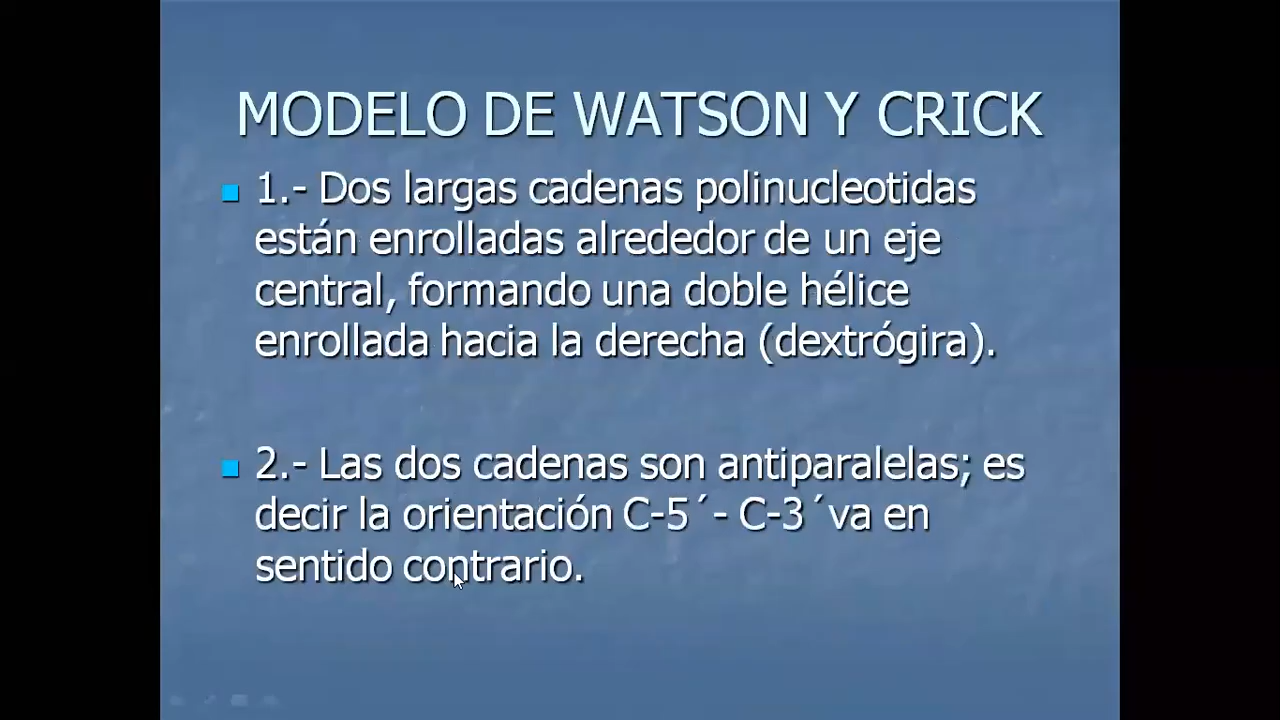 MODELO DE WATSON Y CRICK
1.- Dos largas cadenas polinucleotidas
están enrolladas alrededor de un eje
central, formando una doble hélice
enrollada hacia la derecha (dextrógira).
2.- Las dos cadenas son antiparalelas; es
decir la orientación C-5´- C-3´va en
sentido contrario.